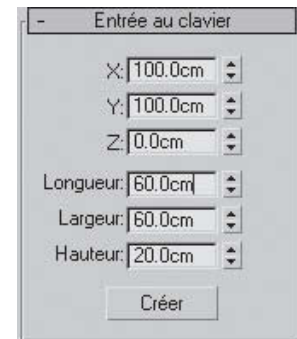 - Entrée au clavier
X: 100.0cm
Y: 100.0cm
Z: 0.0cm
Longueur: 60.0cm
Largeur: 60.0cm
Hauteur: 20.0cm
Créer